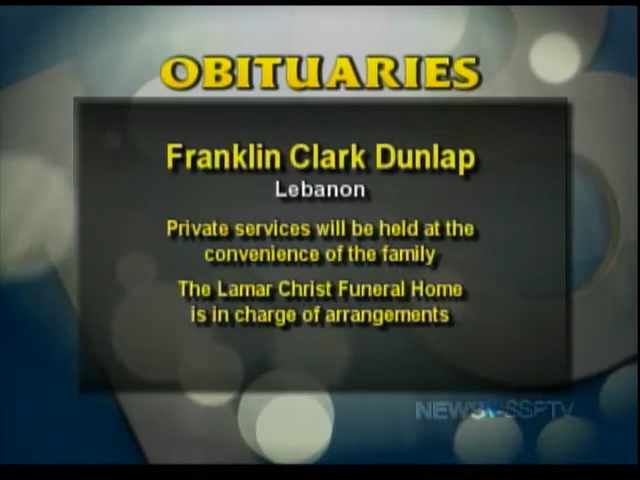 OBITUARIES
Franklin Clark Dunlap
Lebanon
Private services will be held at the
convenience of the family
The Lamar Christ Funeral Home
is in charge of arrangements
NEWS